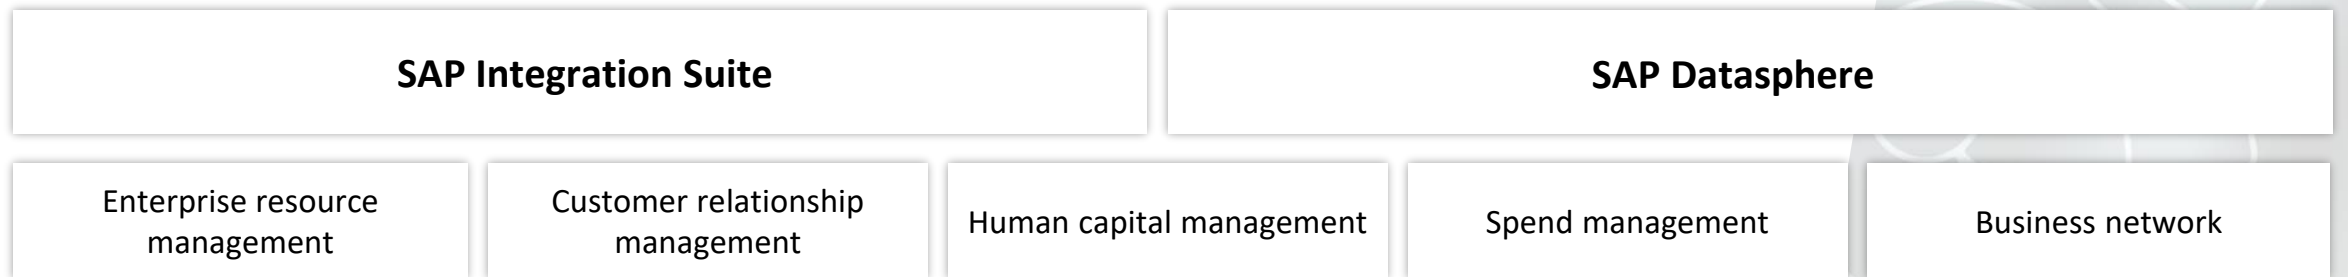 SAP Integration Suite
SAP Datasphere
Enterprise resource
management
Customer relationship
management
Human capital management
Spend management
Business network